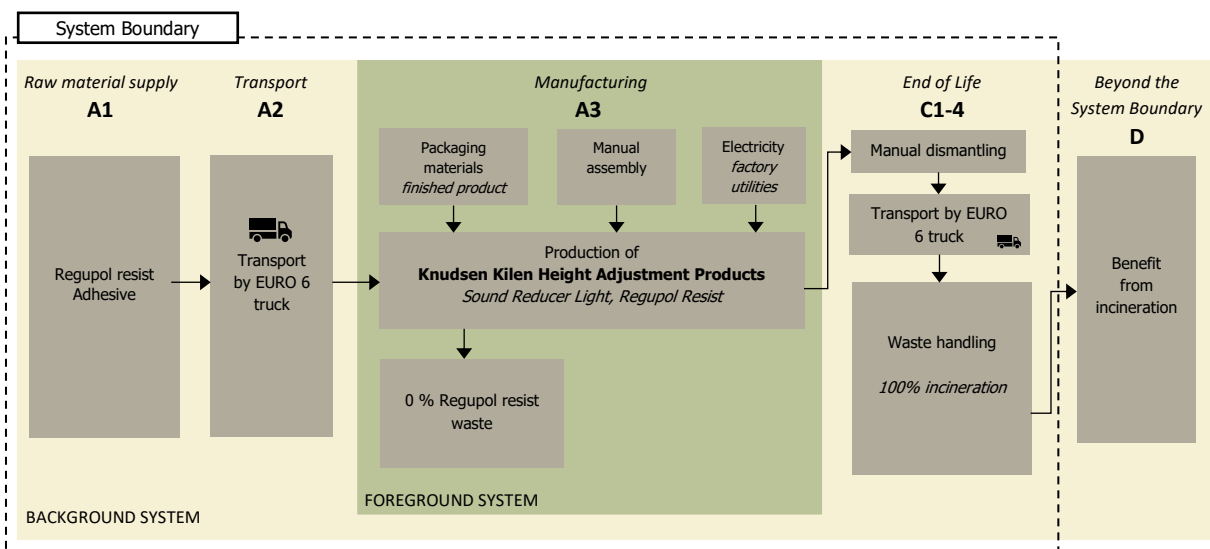 System Boundary
Raw material supply
A1
Transport
A2
Manufacturing
A3
End of Life
C1-4
Beyond the
System Boundary
D
Regupol resist
Adhesive
Transport
by EURO 6
truck
Packaging
materials
finished product
Manual
assembly
Electricity
factory
utilities
Production of
Knudsen Kilen Height Adjustment Products
Sound Reducer Light, Regupol Resist
0 % Regupol resist
waste
Manual dismantling
Transport by EURO
6 truck
Waste handling
100% incineration
Benefit
from
incineration
FOREGROUND SYSTEM
BACKGROUND SYSTEM